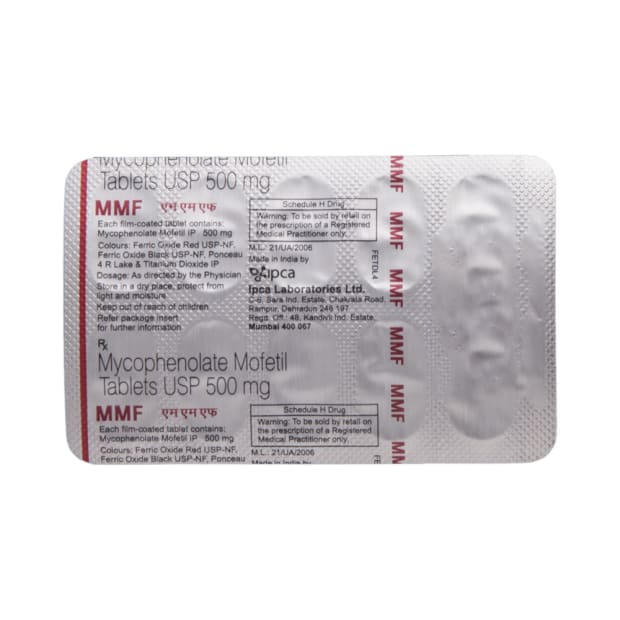 Mycophenolate Mofetil
Tablets USP 500 mg
MMF एम एम एफ
Each film-coated tablet contains:
Mycophenolate Mofetil IP 500 mg
Colours: Ferric Oxide Red USP-NF,
Ferric Oxide Black USP-NF, Ponceau
4 R Lake & Titanium Dioxide IP
Dosage: As directed by the Physician.
Store in a dry place, protect from
light and moisture.
Keep out of reach of children.
Refer package insert
for further information.
Schedule H Drug
Warning: To be sold by retail on
the prescription of a Registered
Medical Practitioner only.
M.L.: 21/UA/2006
Made in India by
ipca
Ipca Laboratories Ltd.
C-6, Sara Ind. Estate, Chakrata Road,
Rampur, Dehradun 248 197
Regd. Off.: 48, Kandivli Ind. Estate,
Mumbai 400 067
Rx
Mycophenolate Mofetil
Tablets USP 500 mg
MMF एम एम एफ
Each film-coated tablet contains:
Mycophenolate Mofetil IP 500 mg
Colours: Ferric Oxide Red USP-NF,
Ferric Oxide Black USP-NF, Ponceau
Schedule H Drug
Warning: To be sold by retail on
the prescription of a Registered
Medical Practitioner only.
M.L.: 21/UA/2006
Made in India by
FETDL4
FETDL4
MMF
MMF
MMF
MMF
MMF
MMF